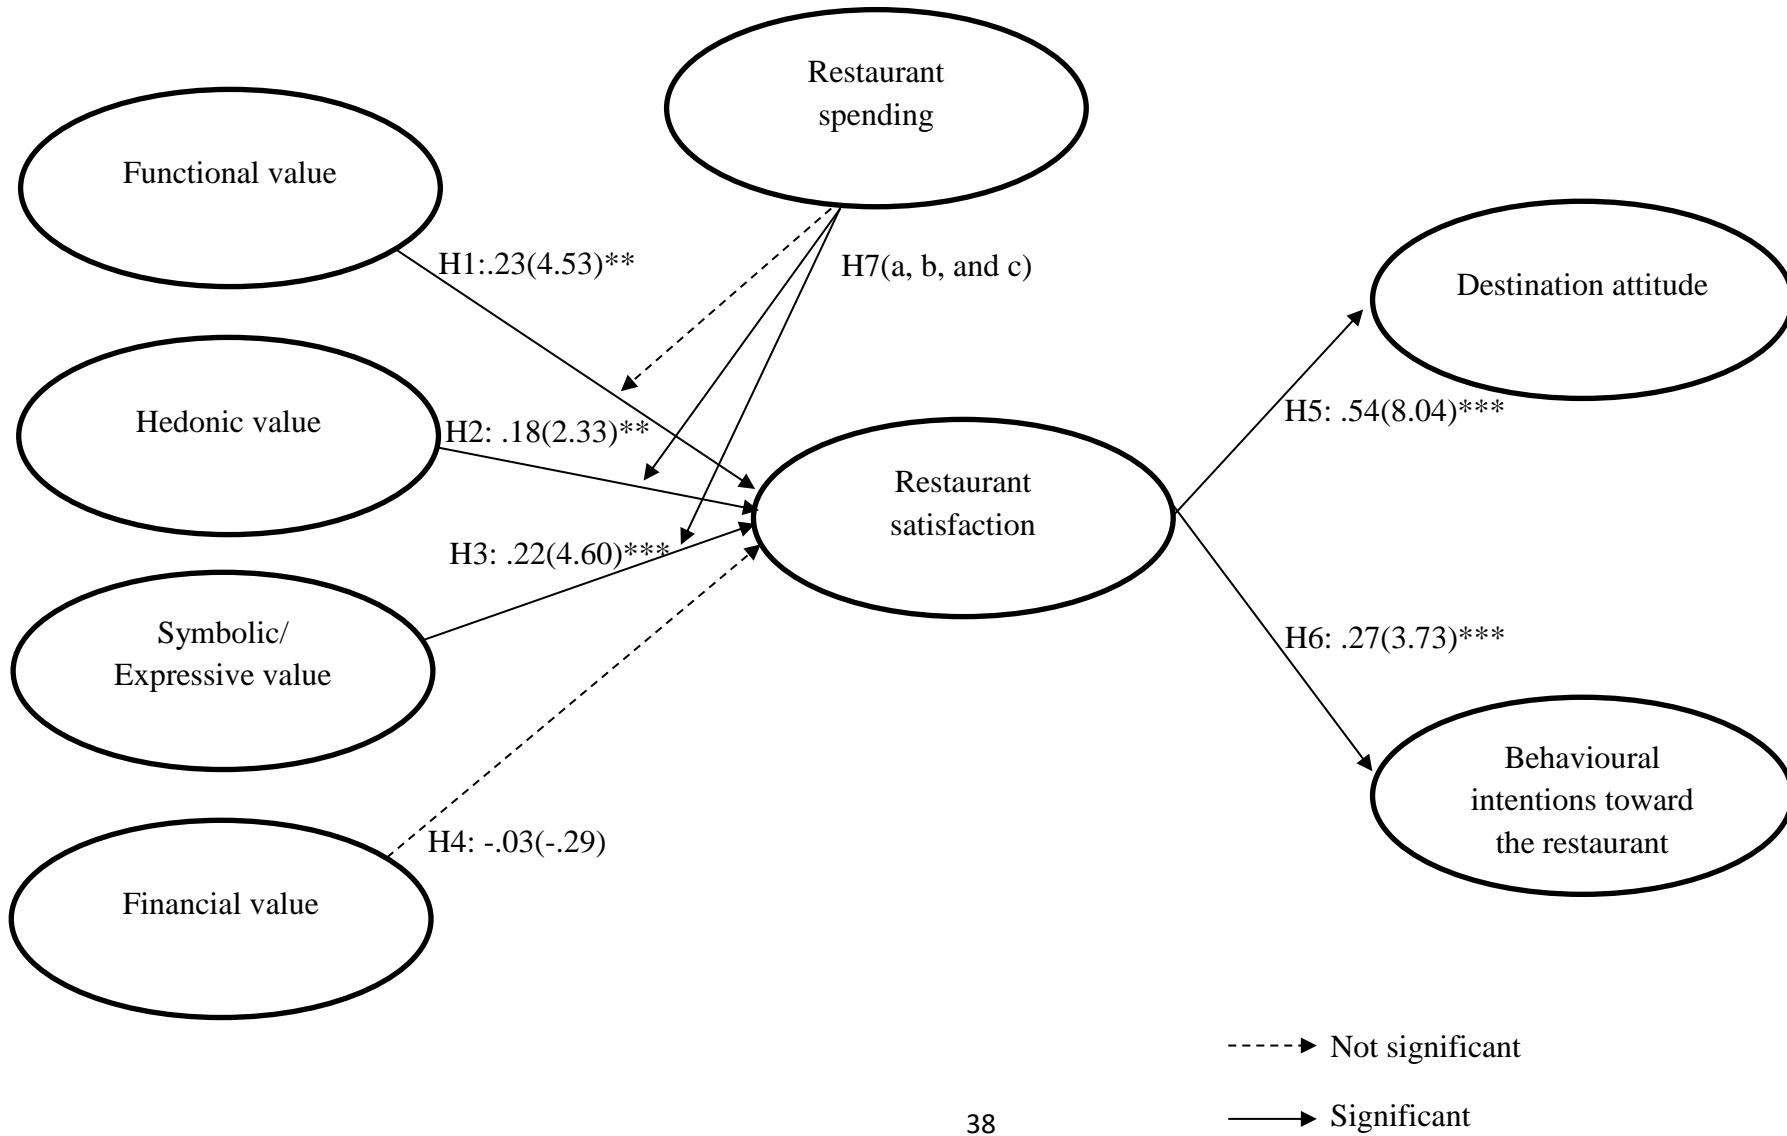 Restaurant
spending
Functional value
H1:.23(4.53)**
H7(a, b, and c)
Destination attitude
Hedonic value
H2: .18(2.33)**
H5: .54(8.04)***
Restaurant
satisfaction
H3: .22(4.60)***
Symbolic/
Expressive value
H6: .27(3.73)***
Behavioural
intentions toward
the restaurant
H4: -.03(-.29)
Financial value
Not significant
38
Significant